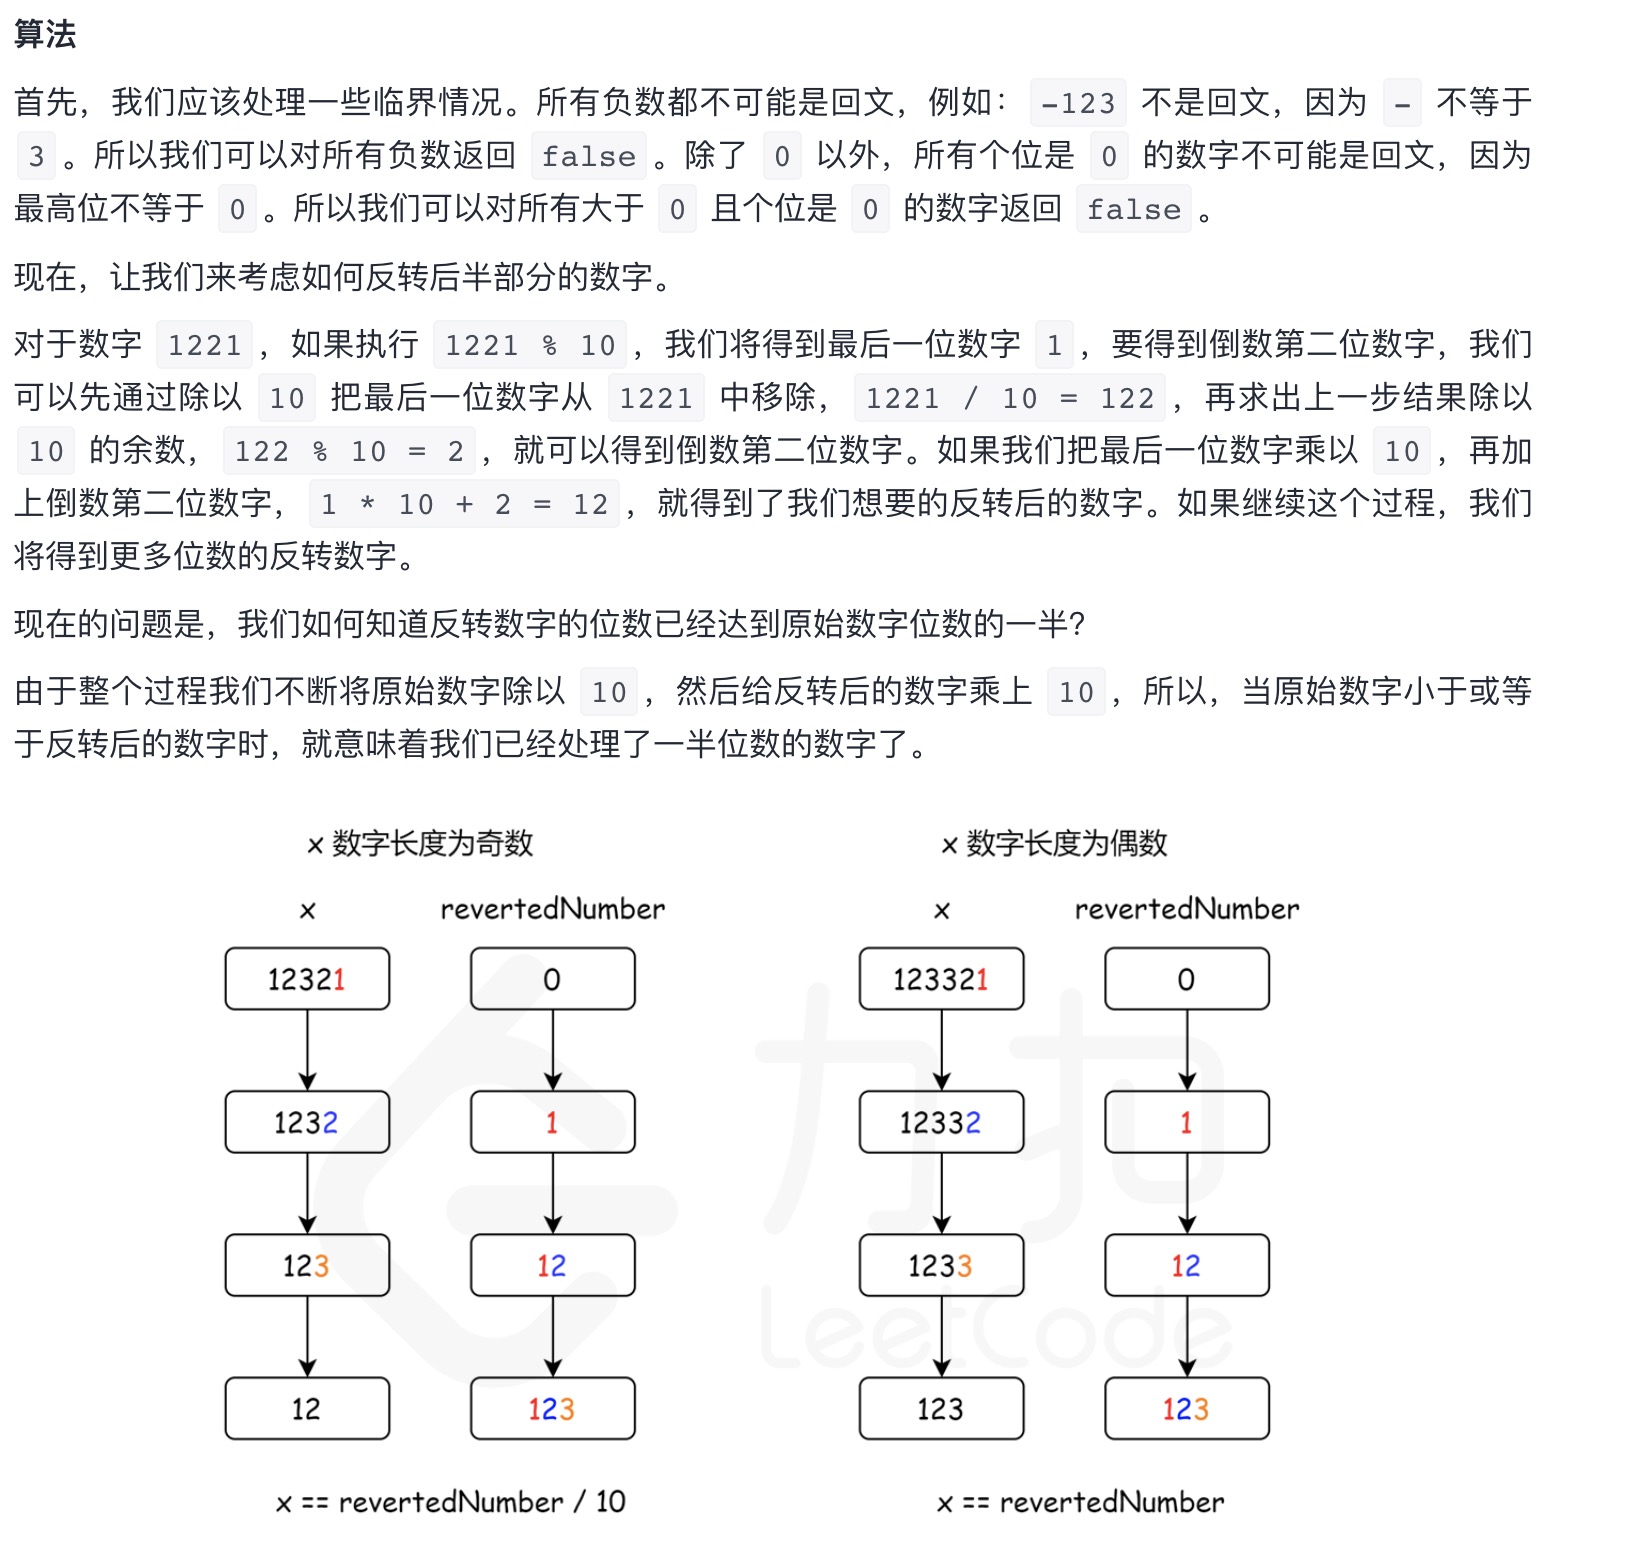 算法
首先，我们应该处理一些临界情况。所有负数都不可能是回文，例如： -123 不是回文，因为 - 不等于
3 。所以我们可以对所有负数返回 false 。除了 0 以外，所有个位是 0 的数字不可能是回文，因为
最高位不等于 0 。所以我们可以对所有大于 0 且个位是 0 的数字返回 false 。
现在，让我们来考虑如何反转后半部分的数字。
对于数字 1221 ，如果执行 1221 % 10 ，我们将得到最后一位数字 1 ，要得到倒数第二位数字，我们
可以先通过除以 10 把最后一位数字从 1221 中移除， 1221 / 10 = 122 ，再求出上一步结果除以
10 的余数， 122 % 10 = 2 ，就可以得到倒数第二位数字。如果我们把最后一位数字乘以 10 ，再加
上倒数第二位数字， 1 * 10 + 2 = 12 ，就得到了我们想要的反转后的数字。如果继续这个过程，我们
将得到更多位数的反转数字。
现在的问题是，我们如何知道反转数字的位数已经达到原始数字位数的一半？
由于整个过程我们不断将原始数字除以 10 ，然后给反转后的数字乘上 10 ，所以，当原始数字小于或等
于反转后的数字时，就意味着我们已经处理了一半位数的数字了。
x 数字长度为奇数
x revertedNumber
12321 0
1232 1
123 12
12 123
x == revertedNumber / 10
x 数字长度为偶数
x revertedNumber
123321 0
12332 1
1233 12
123 123
x == revertedNumber
力扣
LeetCode